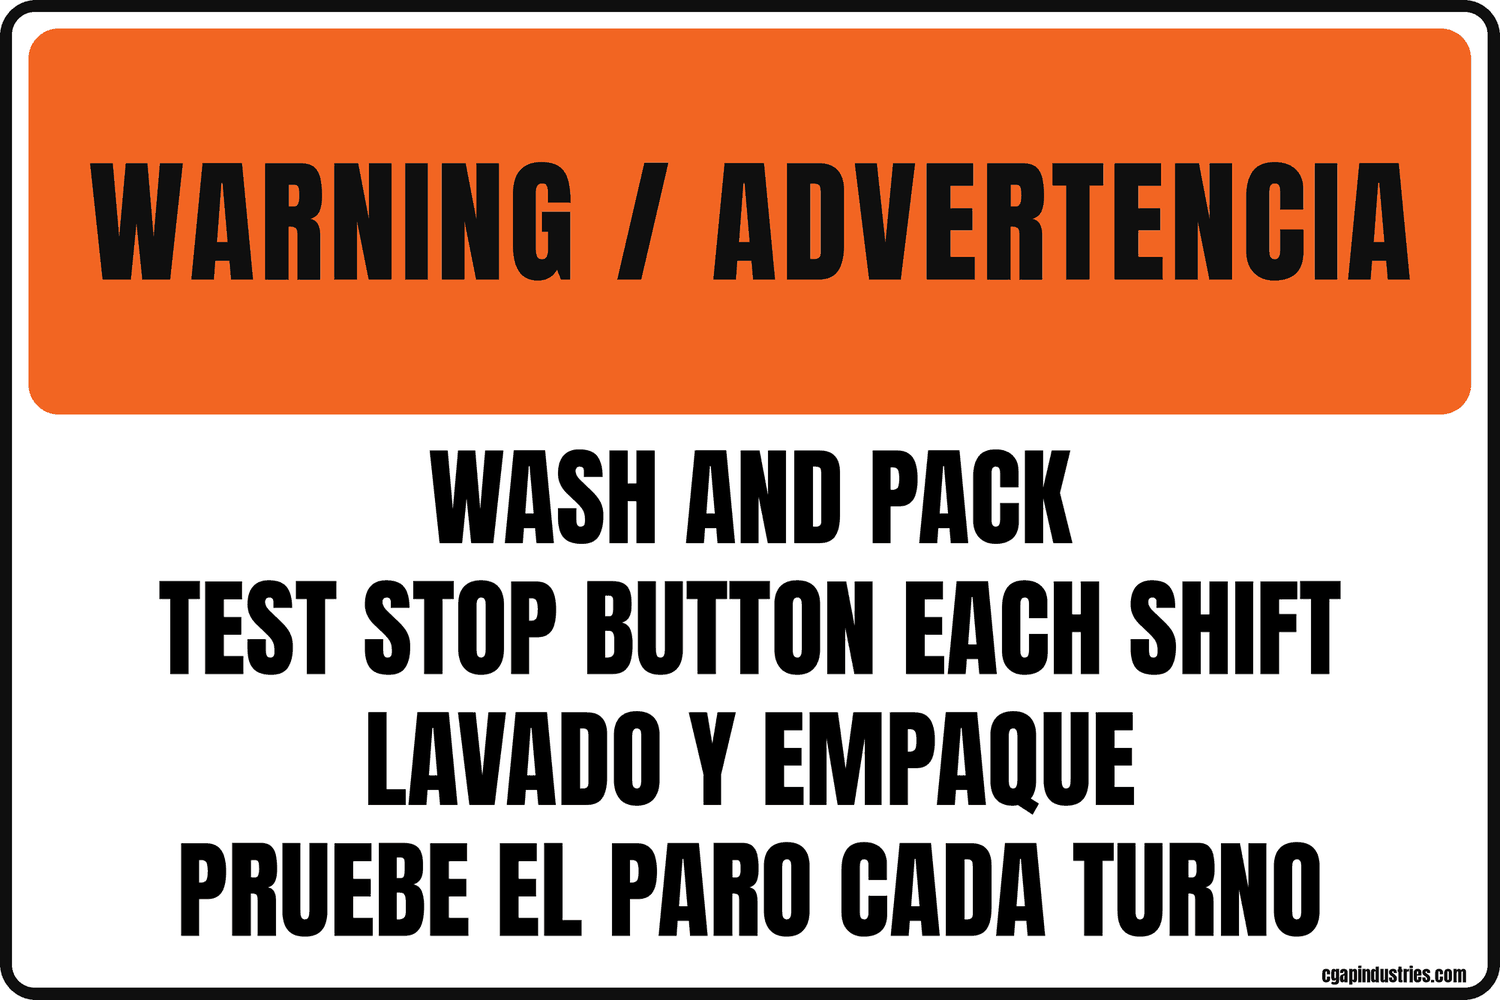 WARNING / ADVERTENCIA
WASH AND PACK
TEST STOP BUTTON EACH SHIFT
LAVADO Y EMPAQUE
PRUEBE EL PARO CADA TURNO
cgapindustries.com